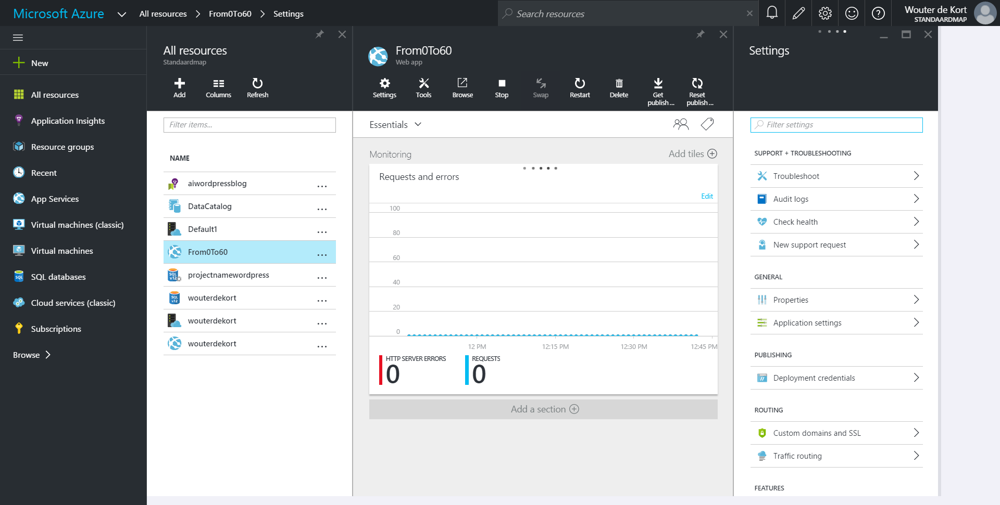 Microsoft Azure
All resources
From0To60
Settings
Search resources
Wouter de Kort
STANDAARDMAP
New
All resources
Application Insights
Resource groups
Recent
App Services
Virtual machines (classic)
Virtual machines
SQL databases
Cloud services (classic)
Subscriptions
Browse
All resources
Standaardmap
Add
Columns
Refresh
Filter items...
NAME
aiwordpressblog
...
DataCatalog
...
Default1
...
From0To60
...
projectnamewordpress
...
wouterdekort
...
wouterdekort
...
wouterdekort
...
From0To60
Web app
Settings
Tools
Browse
Stop
Swap
Restart
Delete
Get
publish...
Reset
publish...
Essentials
Monitoring
Add tiles
Requests and errors
Edit
100
80
60
40
20
0
12 PM
12:15 PM
12:30 PM
12:45 PM
HTTP SERVER ERRORS
0
REQUESTS
0
Add a section
Settings
Filter settings
SUPPORT + TROUBLESHOOTING
Troubleshoot
Audit logs
Check health
New support request
GENERAL
Properties
Application settings
PUBLISHING
Deployment credentials
ROUTING
Custom domains and SSL
Traffic routing
FEATURES